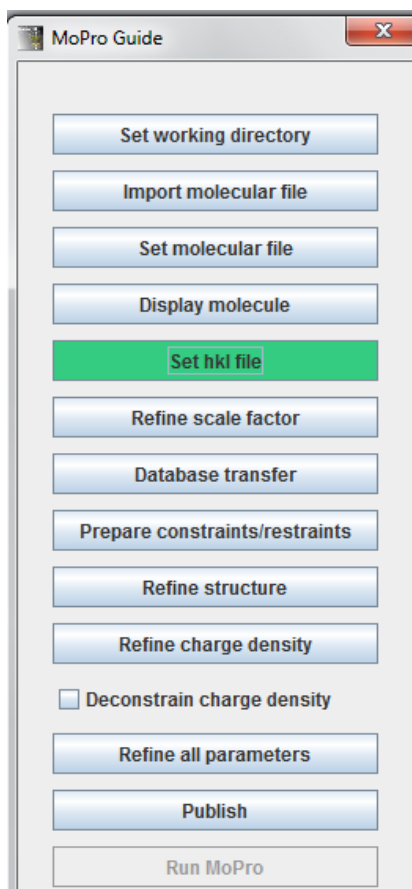 MoPro Guide
Set working directory
Import molecular file
Set molecular file
Display molecule
Set hkl file
Refine scale factor
Database transfer
Prepare constraints/restraints
Refine structure
Refine charge density
Deconstrain charge density
Refine all parameters
Publish
Run MoPro